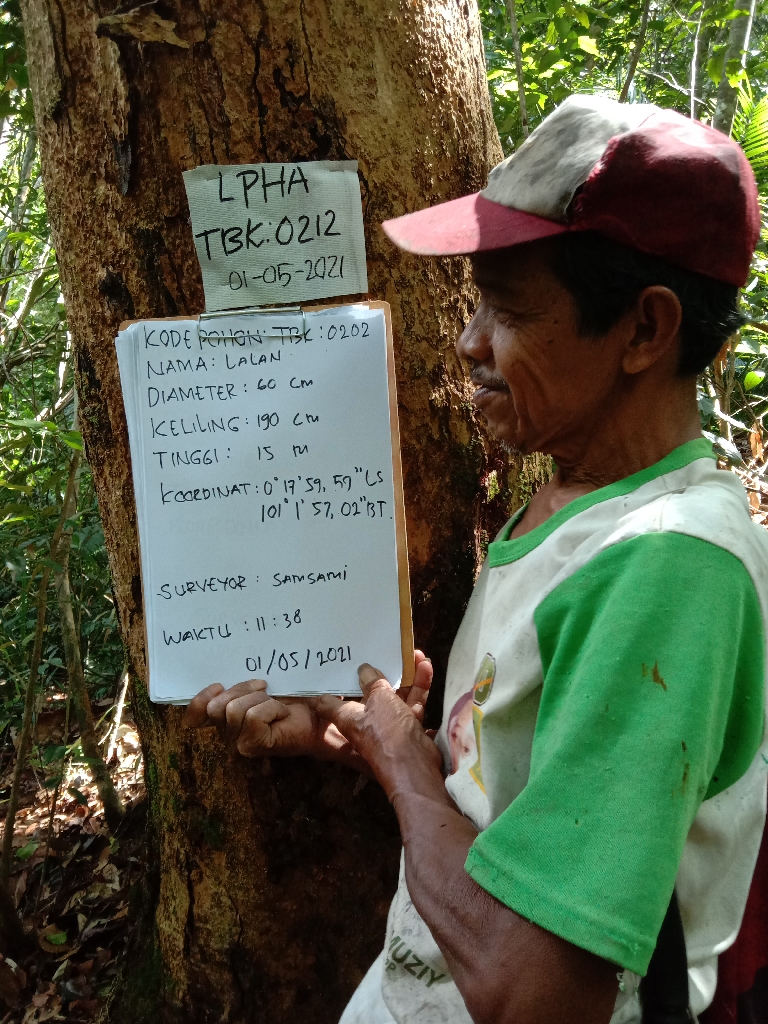 LPHA
TBK:0212
01-05-2021
KODE POHON: TBK:0202
NAMA: LALAN
DIAMETER: 60 cm
KELILING: 190 cm
TINGGI: 15 m
KOORDINAT: 0°17'59,59"LS
101°1'57,02"BT.
SURVEYOR: SAMSAMI
WAKTU: 11:38
01/05/2021